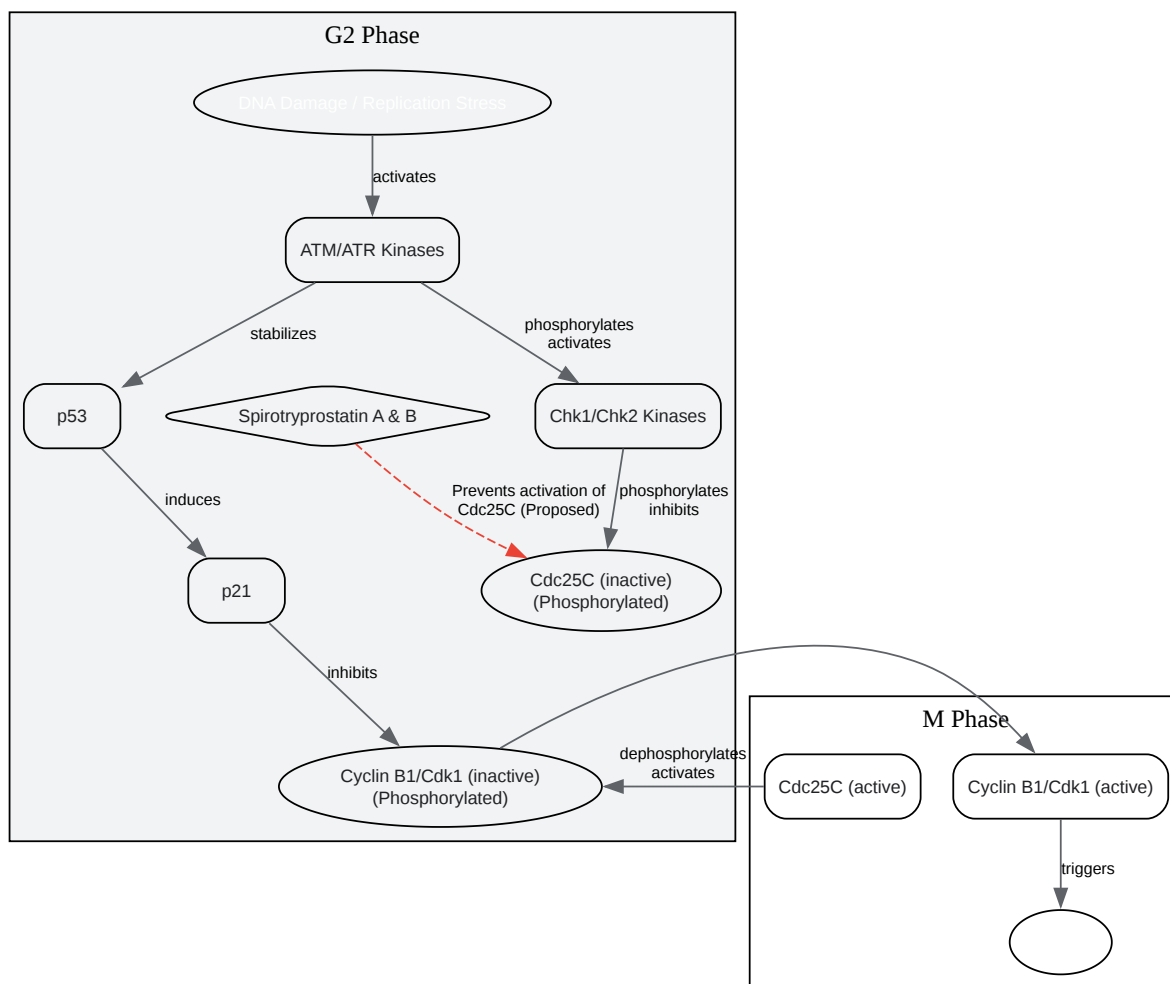 G2 Phase
DNA Damage / Replication Stress
activates
ATM/ATR Kinases
stabilizes
phosphorylates
activates
p53
Spirotryprostatin A & B
Chk1/Chk2 Kinases
induces
Prevents activation of
Cdc25C (Proposed)
phosphorylates
inhibits
p21
Cdc25C (inactive)
(Phosphorylated)
inhibits
M Phase
Cyclin B1/Cdk1 (inactive)
(Phosphorylated)
dephosphorylates
activates
Cdc25C (active)
Cyclin B1/Cdk1 (active)
triggers